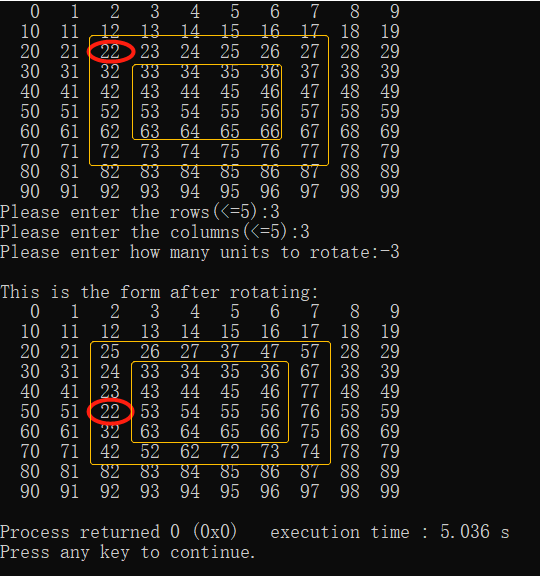 0 1 2 3 4 5 6 7 8 9
10 11 12 13 14 15 16 17 18 19
20 21 22 23 24 25 26 27 28 29
30 31 32 33 34 35 36 37 38 39
40 41 42 43 44 45 46 47 48 49
50 51 52 53 54 55 56 57 58 59
60 61 62 63 64 65 66 67 68 69
70 71 72 73 74 75 76 77 78 79
80 81 82 83 84 85 86 87 88 89
90 91 92 93 94 95 96 97 98 99
Please enter the rows(<=5):3
Please enter the columns(<=5):3
Please enter how many units to rotate:-3
This is the form after rotating:
0 1 2 3 4 5 6 7 8 9
10 11 12 13 14 15 16 17 18 19
20 21 25 26 27 37 47 57 28 29
30 31 24 33 34 35 36 67 38 39
40 41 23 43 44 45 46 77 48 49
50 51 22 53 54 55 56 76 58 59
60 61 32 63 64 65 66 75 68 69
70 71 42 52 62 72 73 74 78 79
80 81 82 83 84 85 86 87 88 89
90 91 92 93 94 95 96 97 98 99
Process returned 0 (0x0) execution time : 5.036 s
Press any key to continue.